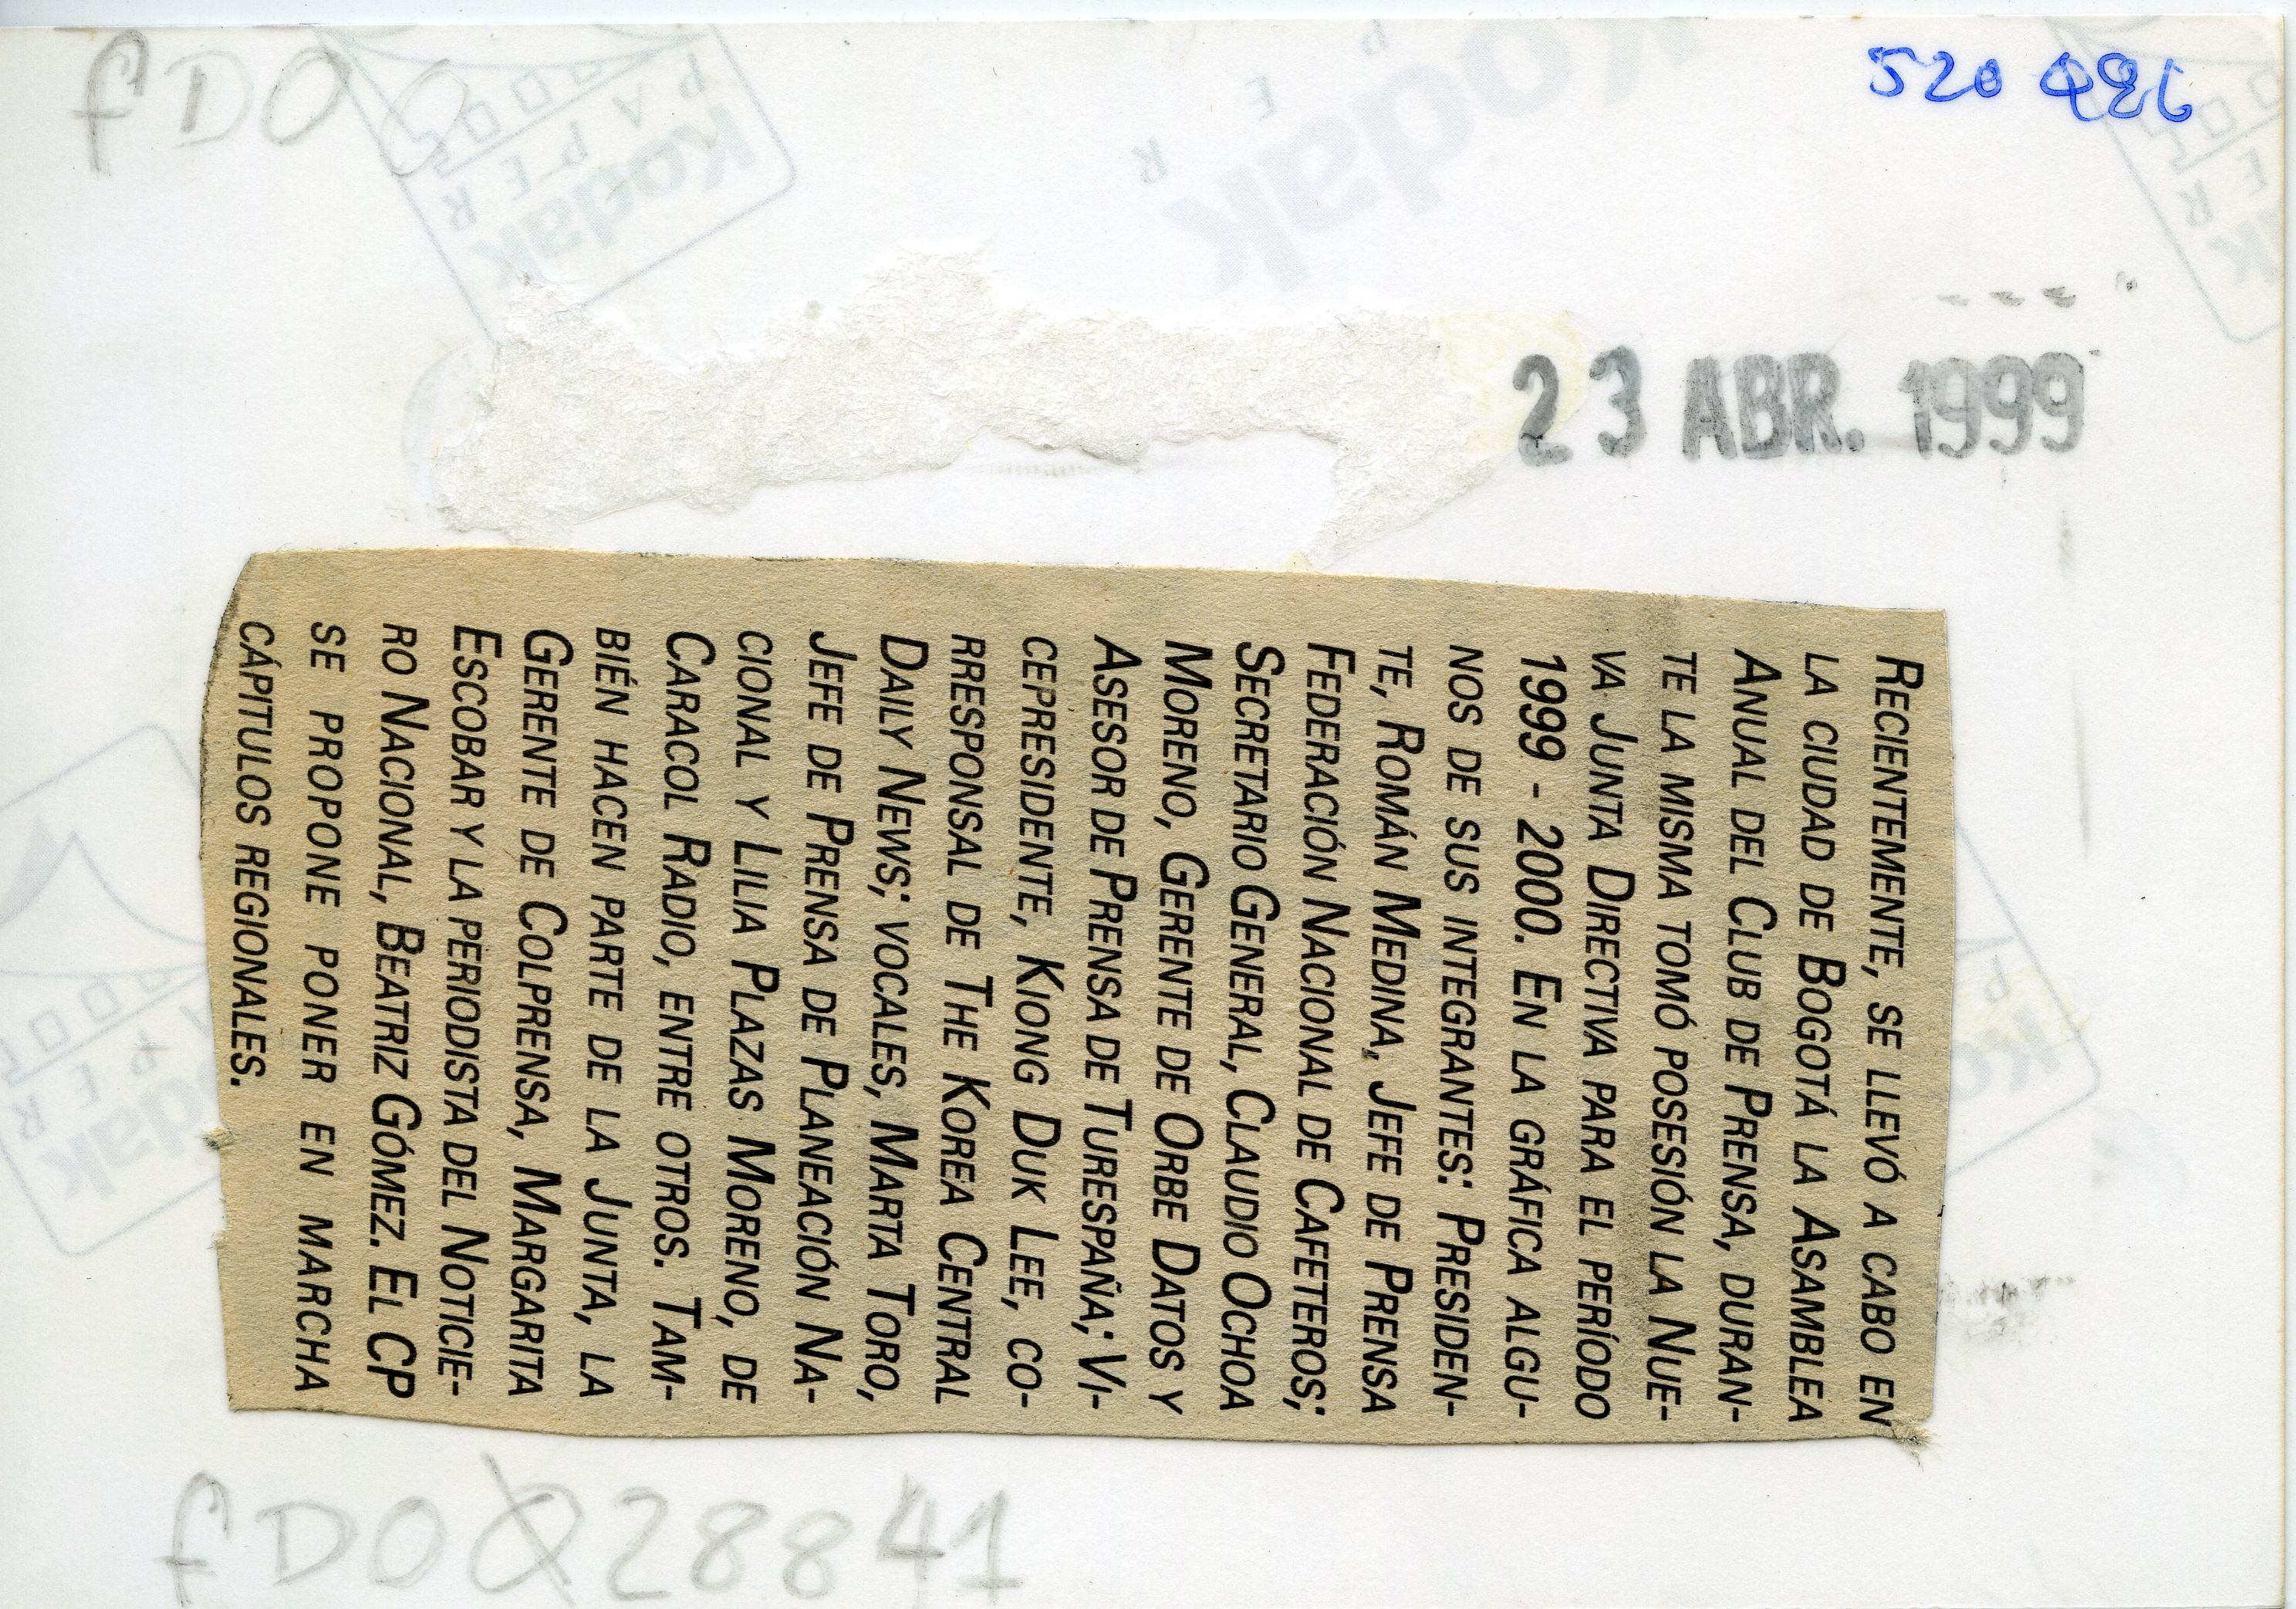 fDO
520 Q26
23 ABR. 1999
RECIENTEMENTE, SE LLEVÓ A CABO EN
LA CIUDAD DE BOGOTÁ LA ASAMBLEA
ANUAL DEL CLUB DE PRENSA, DURAN-
TE LA MISMA TOMÓ POSESIÓN LA NUE-
VA JUNTA DIRECTIVA PARA EL PERÍODO
1999 - 2000. EN LA GRÁFICA ALGU-
NOS DE SUS INTEGRANTES: PRESIDEN-
TE, ROMÁN MEDINA, JEFE DE PRENSA
FEDERACIÓN NACIONAL DE CAFETEROS;
SECRETARIO GENERAL, CLAUDIO OCHOA
MORENO, GERENTE DE ORBE DATOS Y
ASESOR DE PRENSA DE TURESPAÑA; VI-
CEPRESIDENTE, KIONG DUK LEE, CO-
RRESPONSAL DE THE KOREA CENTRAL
DAILY NEWS; VOCALES, MARTA TORO,
JEFE DE PRENSA DE PLANEACIÓN NA-
CIONAL Y LILIA PLAZAS MORENO, DE
CARACOL RADIO, ENTRE OTROS. TAM-
BIÉN HACEN PARTE DE LA JUNTA, LA
GERENTE DE COLPRENSA, MARGARITA
ESCOBAR Y LA PERIODISTA DEL NOTICIE-
RO NACIONAL, BEATRIZ GÓMEZ. EL CP
SE PROPONE PONER EN MARCHA
CÁPITULOS REGIONALES.
fDO028841
Kodak
PAPER
Kodak
PAPER